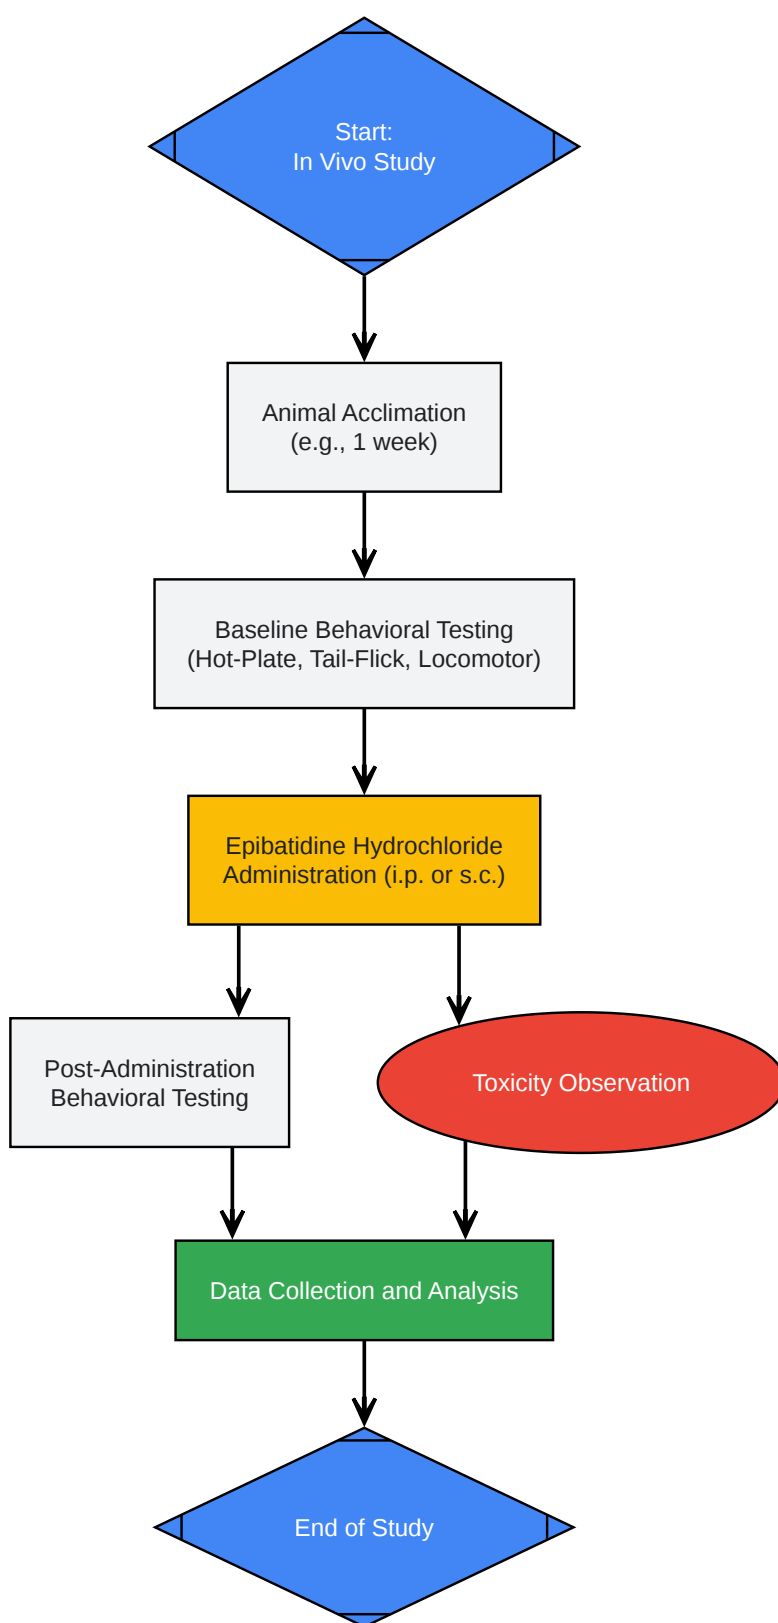 Start:
In Vivo Study
Animal Acclimation
(e.g., 1 week)
Baseline Behavioral Testing
(Hot-Plate, Tail-Flick, Locomotor)
Epibatidine Hydrochloride
Administration (i.p. or s.c.)
Post-Administration
Behavioral Testing
Toxicity Observation
Data Collection and Analysis
End of Study